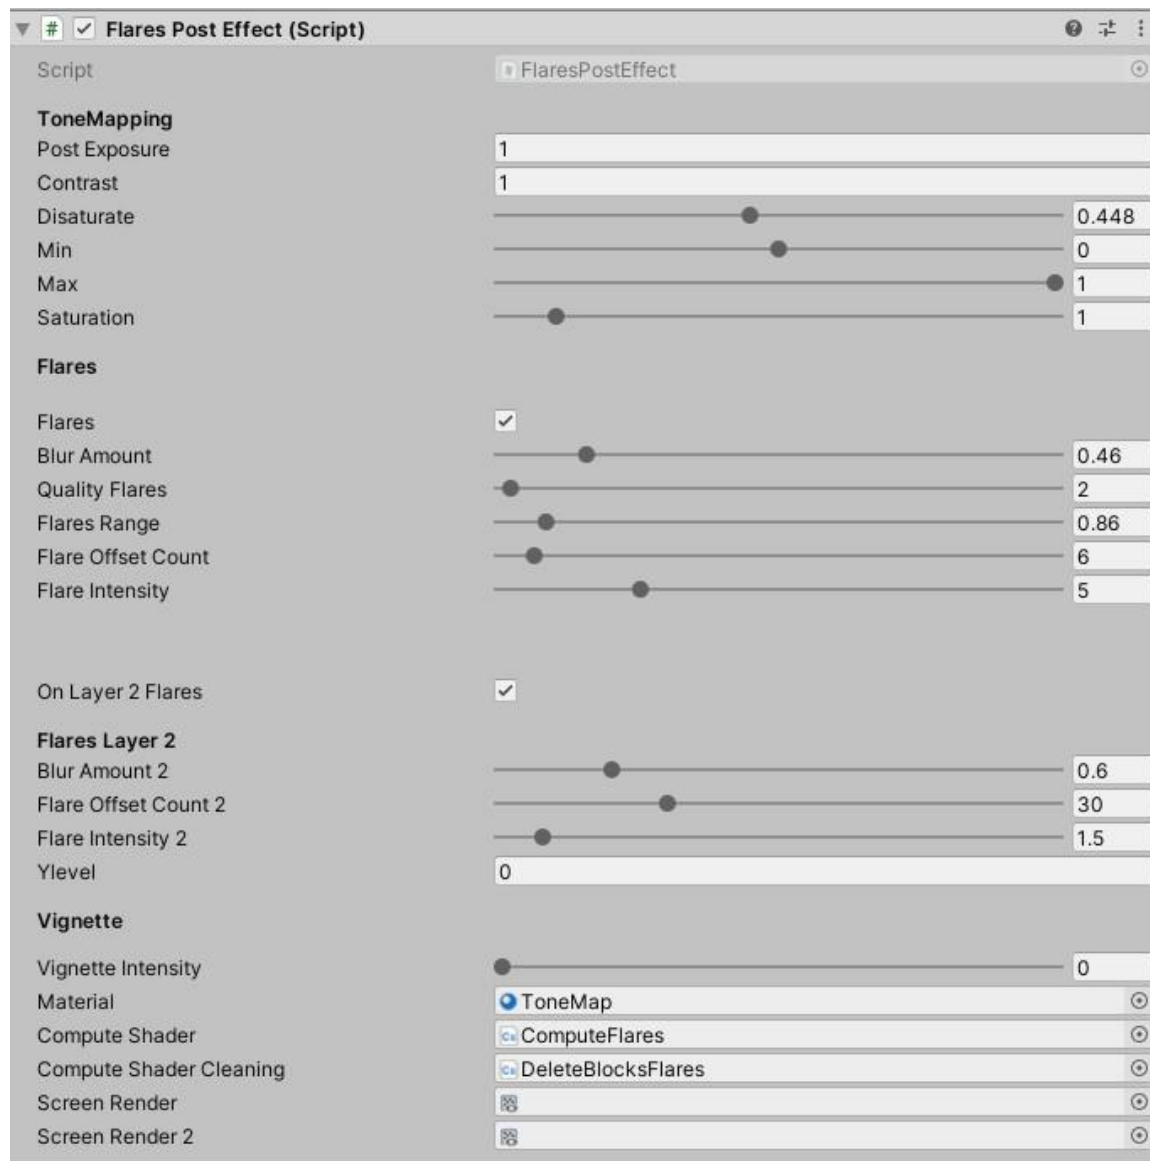 # Flares Post Effect (Script)
Script FlaresPostEffect
ToneMapping
Post Exposure 1
Contrast 1
Disaturate 0.448
Min 0
Max 1
Saturation 1
Flares
Flares
Blur Amount 0.46
Quality Flares 2
Flares Range 0.86
Flare Offset Count 6
Flare Intensity 5
On Layer 2 Flares
Flares Layer 2
Blur Amount 2 0.6
Flare Offset Count 2 30
Flare Intensity 2 1.5
Ylevel 0
Vignette
Vignette Intensity 0
Material ToneMap
Compute Shader ComputeFlares
Compute Shader Cleaning DeleteBlocksFlares
Screen Render
Screen Render 2